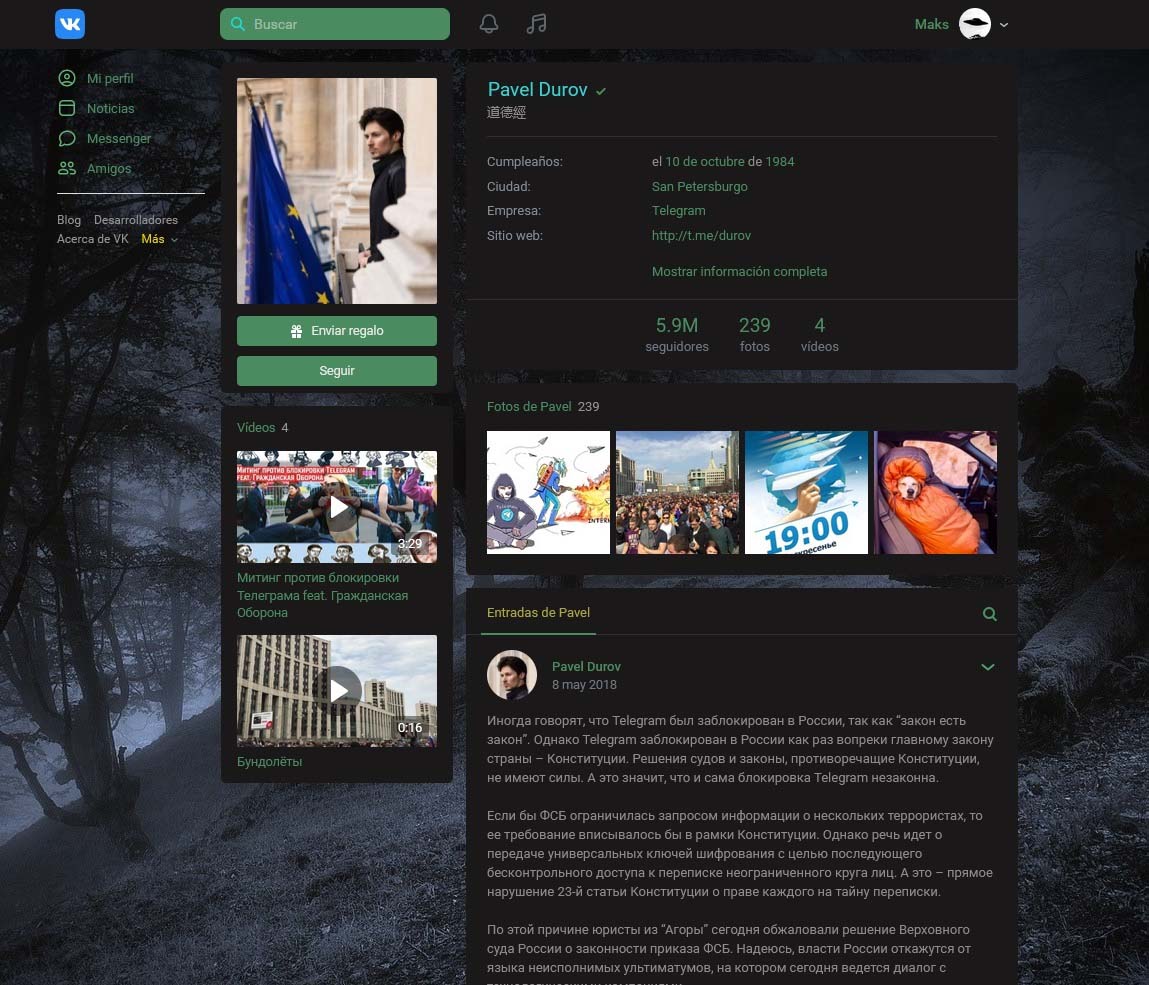 Buscar
Maks
Mi perfil
Noticias
Messenger
Amigos
Blog Desarrolladores
Acerca de VK Más
Enviar regalo
Seguir
Vídeos 4
МИТИНГ ПРОТИВ БЛОКИРОВКИ TELEGRAM
FEAT. ГРАЖДАНСКАЯ ОБОРОНА
3:29
Митинг против блокировки
Телеграма feat. Гражданская
Оборона
0:16
Бундолёты
Pavel Durov
道德經
Cumpleaños: el 10 de octubre de 1984
Ciudad: San Petersburgo
Empresa: Telegram
Sitio web: http://t.me/durov
Mostrar información completa
5.9M 239 4
seguidores fotos vídeos
Fotos de Pavel 239
19:00
Entradas de Pavel
Pavel Durov
8 may 2018
Иногда говорят, что Telegram был заблокирован в России, так как “закон есть
закон”. Однако Telegram заблокирован в России как раз вопреки главному закону
страны – Конституции. Решения судов и законы, противоречащие Конституции,
не имеют силы. А это значит, что и сама блокировка Telegram незаконна.
Если бы ФСБ ограничилась запросом информации о нескольких террористах, то
ее требование вписывалось бы в рамки Конституции. Однако речь идет о
передаче универсальных ключей шифрования с целью последующего
бесконтрольного доступа к переписке неограниченного круга лиц. А это – прямое
нарушение 23-й статьи Конституции о праве каждого на тайну переписки.
По этой причине юристы из “Агоры” сегодня обжаловали решение Верховного
суда России о законности приказа ФСБ. Надеюсь, власти России откажутся от
языка неисполнимых ультиматумов, на котором сегодня ведется диалог с